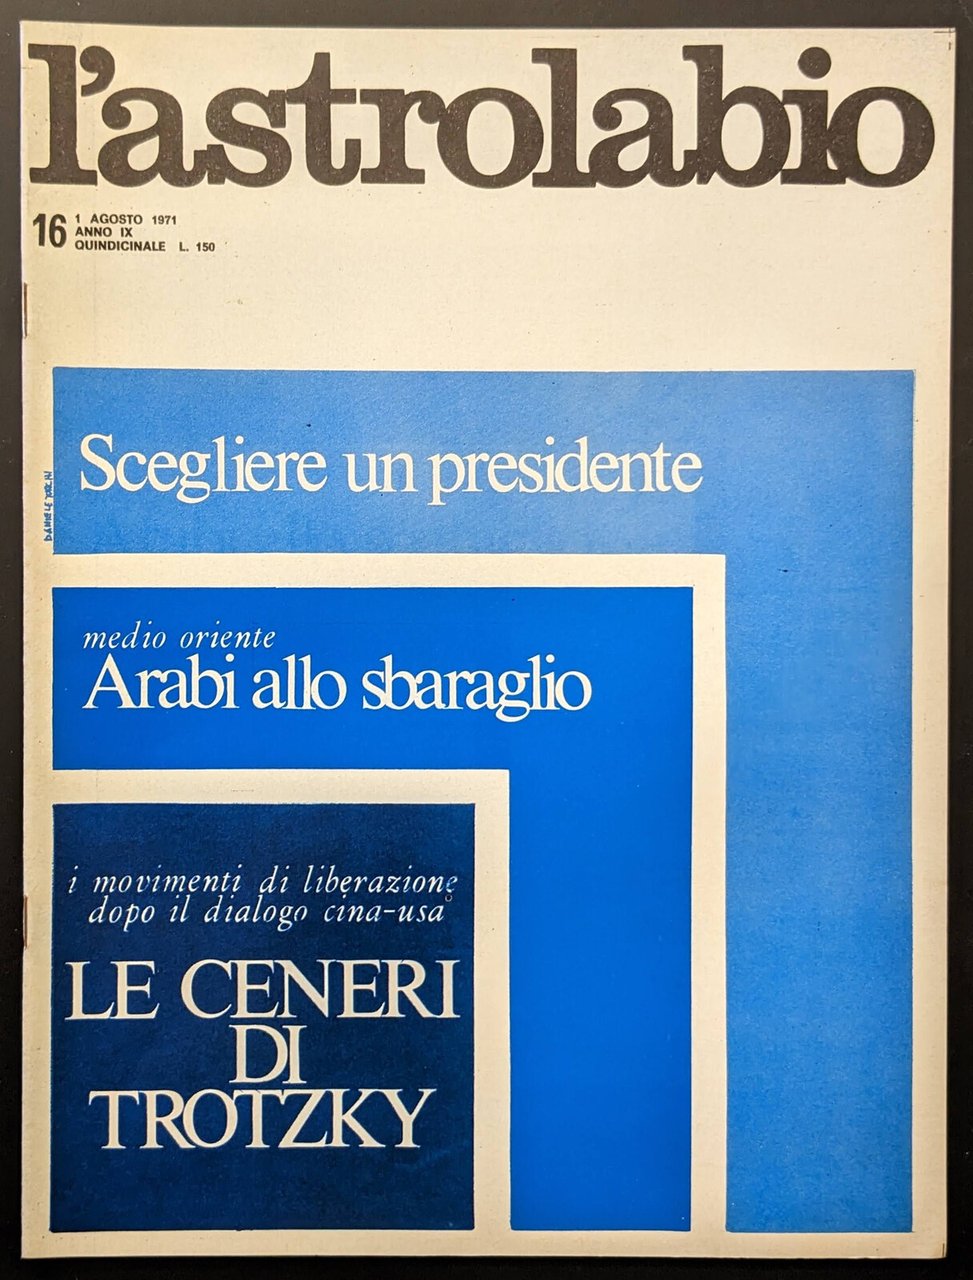 l'astrolabio
16
1 AGOSTO 1971
ANNO IX
QUINDICINALE L. 150
Scegliere un presidente
medio oriente
Arabi allo sbaraglio
i movimenti di liberazione
dopo il dialogo cina-usa
LE CENERI
DI
TROTZKY